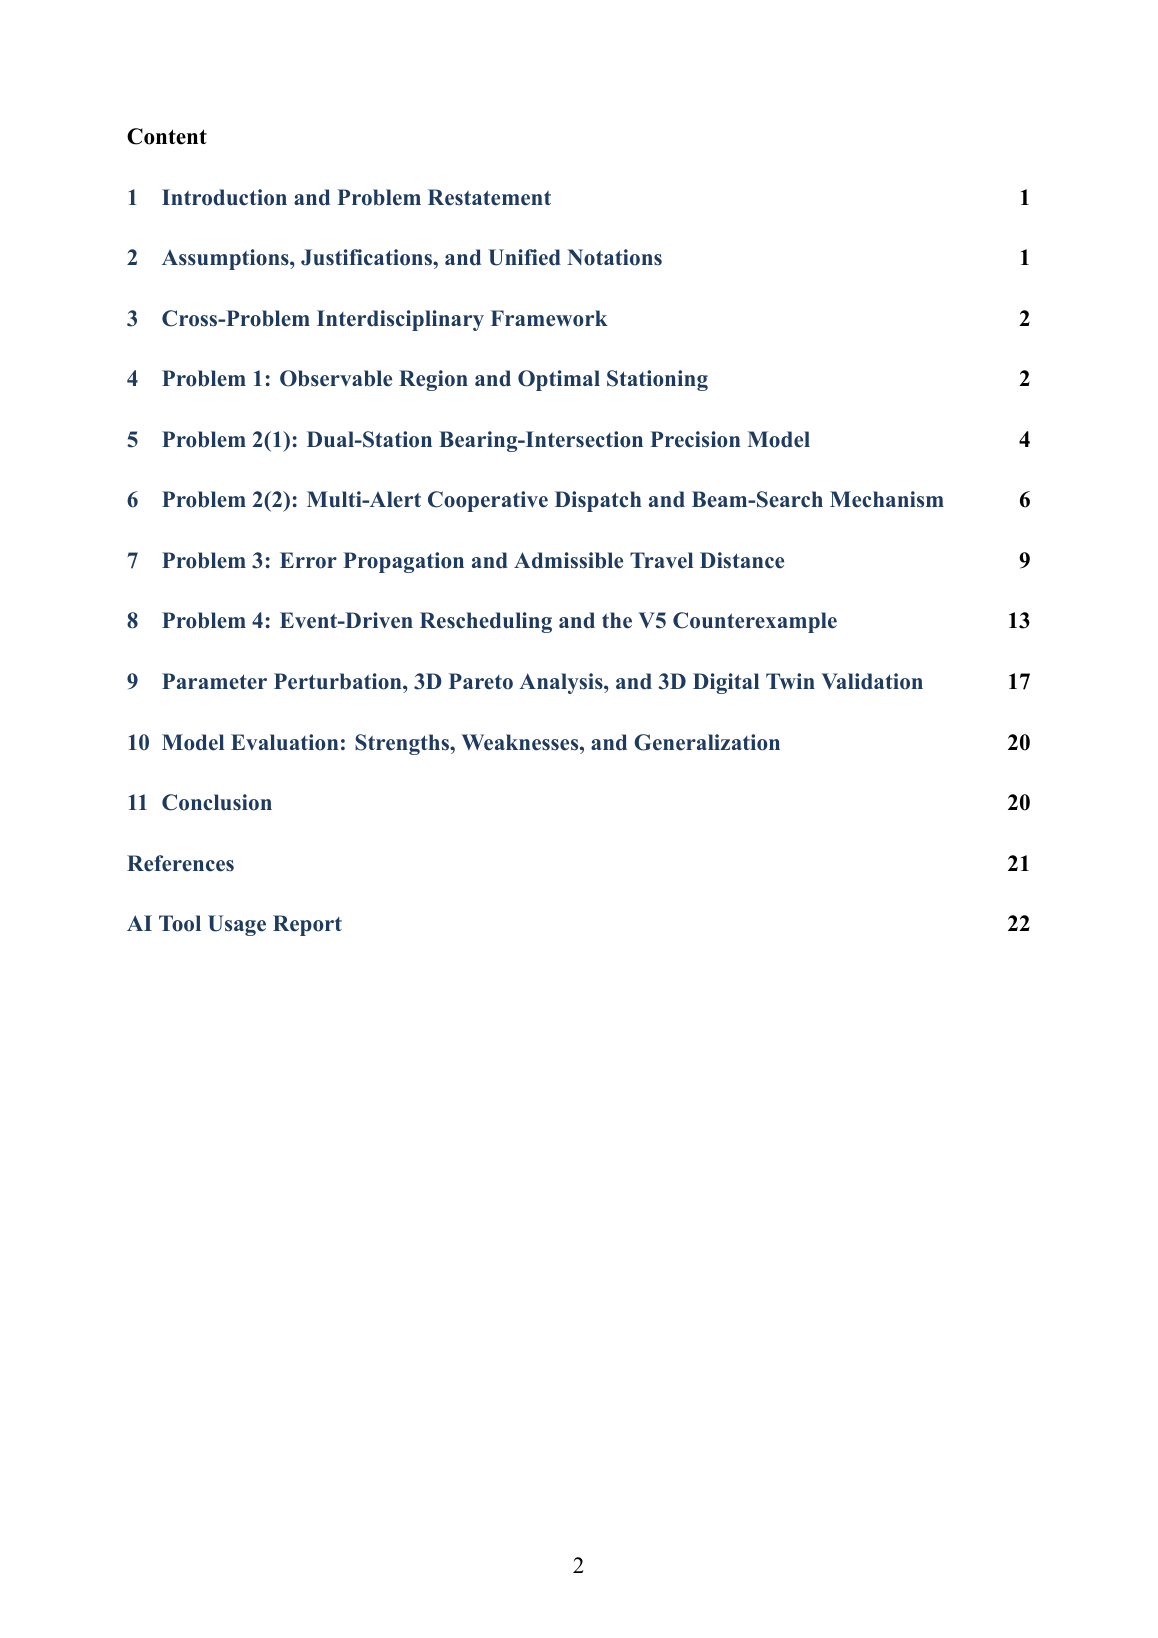 Content
1 Introduction and Problem Restatement 1
2 Assumptions, Justifications, and Unified Notations 1
3 Cross-Problem Interdisciplinary Framework 2
4 Problem 1: Observable Region and Optimal Stationing 2
5 Problem 2(1): Dual-Station Bearing-Intersection Precision Model 4
6 Problem 2(2): Multi-Alert Cooperative Dispatch and Beam-Search Mechanism 6
7 Problem 3: Error Propagation and Admissible Travel Distance 9
8 Problem 4: Event-Driven Rescheduling and the V5 Counterexample 13
9 Parameter Perturbation, 3D Pareto Analysis, and 3D Digital Twin Validation 17
10 Model Evaluation: Strengths, Weaknesses, and Generalization 20
11 Conclusion 20
References 21
AI Tool Usage Report 22
2